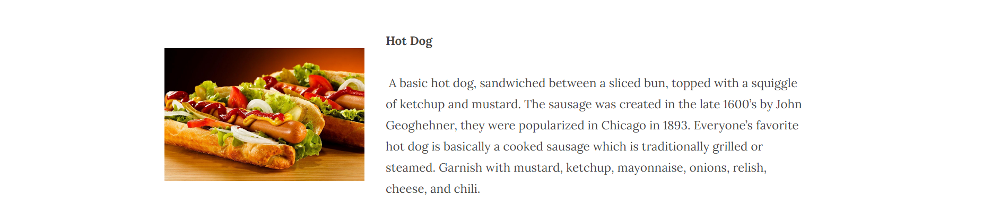 Hot Dog
A basic hot dog, sandwiched between a sliced bun, topped with a squiggle
of ketchup and mustard. The sausage was created in the late 1600’s by John
Geoghehner, they were popularized in Chicago in 1893. Everyone’s favorite
hot dog is basically a cooked sausage which is traditionally grilled or
steamed. Garnish with mustard, ketchup, mayonnaise, onions, relish,
cheese, and chili.